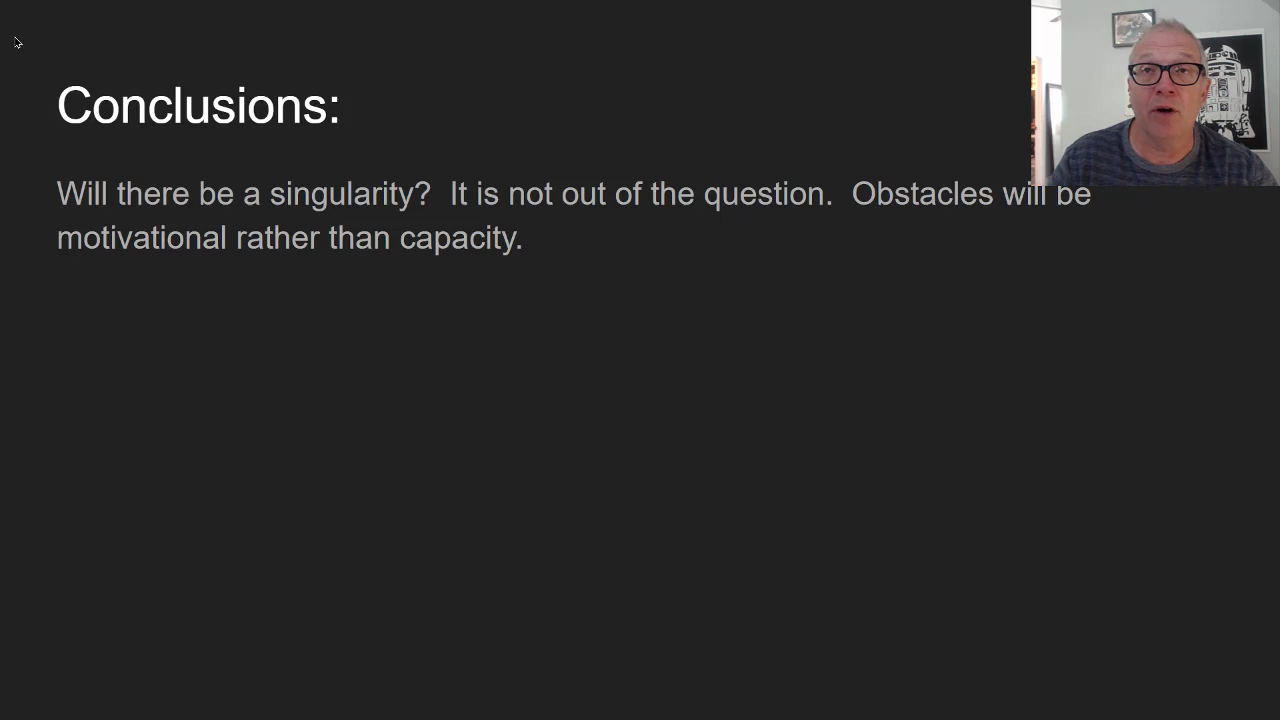 Conclusions:
Will there be a singularity?  It is not out of the question.  Obstacles will be
motivational rather than capacity.